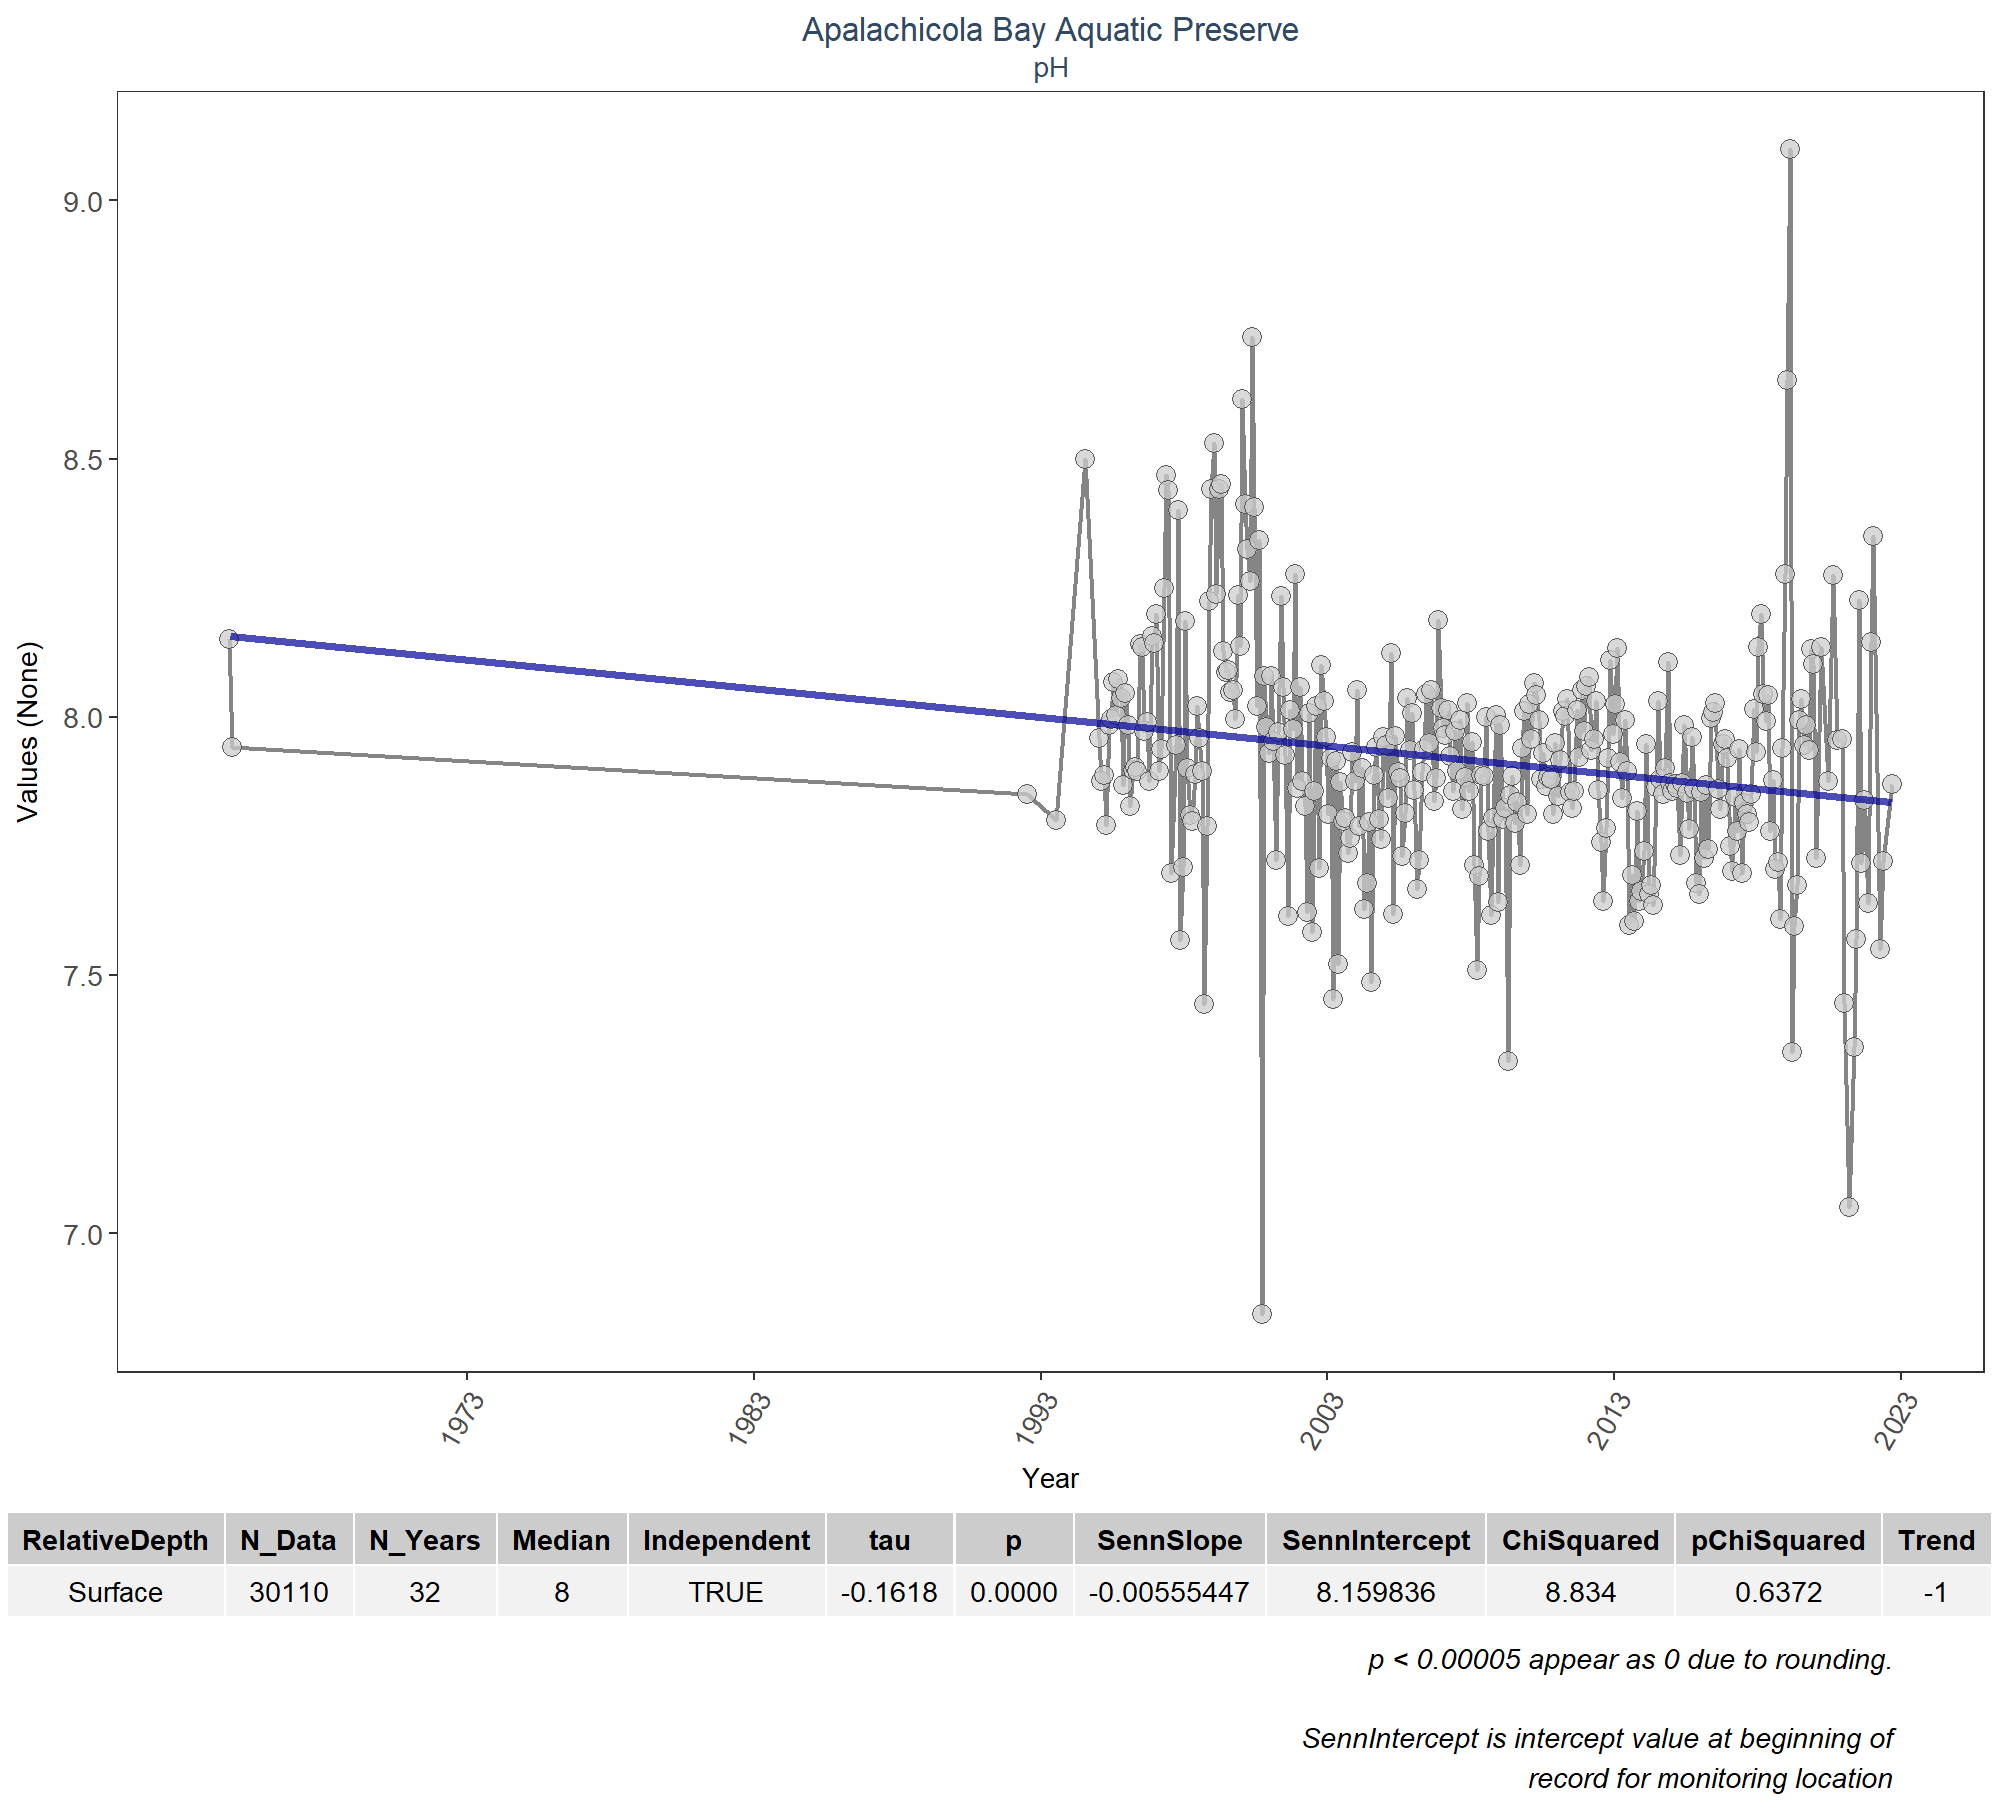 Apalachicola Bay Aquatic Preserve
pH
Values (None)
9.0
8.5
8.0
7.5
7.0
1973 1983 1993 2003 2013 2023
Year
RelativeDepth N_Data N_Years Median Independent tau p SennSlope SennIntercept ChiSquared pChiSquared Trend
Surface 30110 32 8 TRUE -0.1618 0.0000 -0.00555447 8.159836 8.834 0.6372 -1
p < 0.00005 appear as 0 due to rounding.
SennIntercept is intercept value at beginning of
record for monitoring location